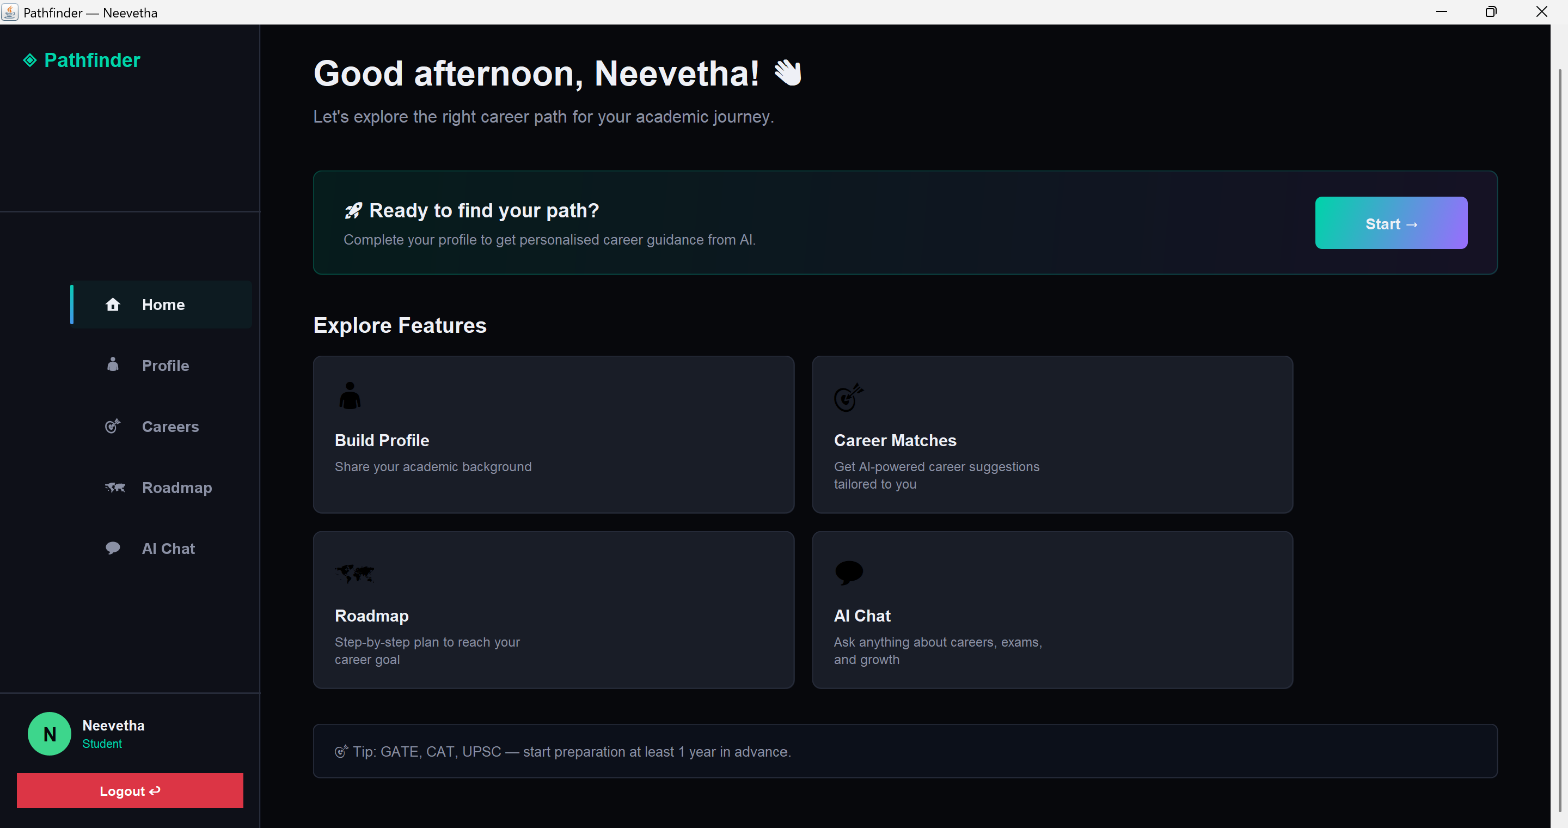 Pathfinder — Neevetha
◈ Pathfinder
Home
Profile
Careers
Roadmap
AI Chat
N
Neevetha
Student
Logout ↩
Good afternoon, Neevetha! 👋
Let's explore the right career path for your academic journey.
🚀 Ready to find your path?
Complete your profile to get personalised career guidance from AI.
Start →
Explore Features
Build Profile
Share your academic background
Career Matches
Get AI-powered career suggestions
tailored to you
Roadmap
Step-by-step plan to reach your
career goal
AI Chat
Ask anything about careers, exams,
and growth
🎯 Tip: GATE, CAT, UPSC — start preparation at least 1 year in advance.